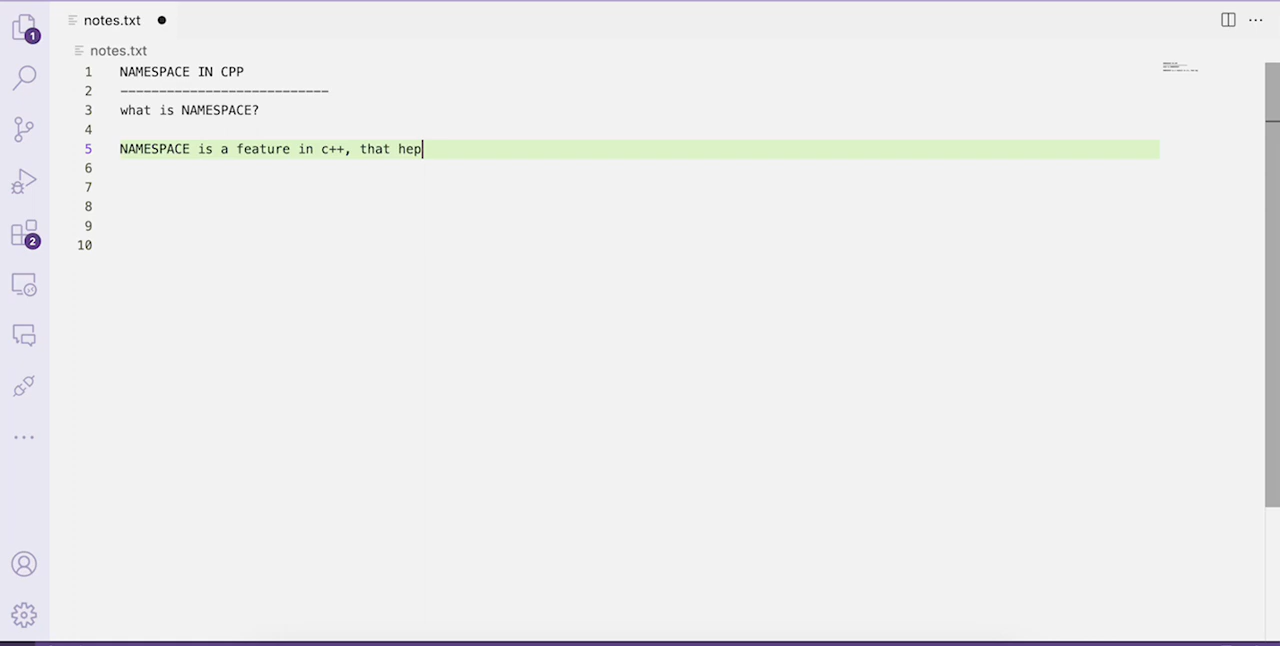 notes.txt
notes.txt
1 NAMESPACE IN CPP
2 ---------------------------
3 what is NAMESPACE?
4
5 NAMESPACE is a feature in c++, that hep
6
7
8
9
10
1
2